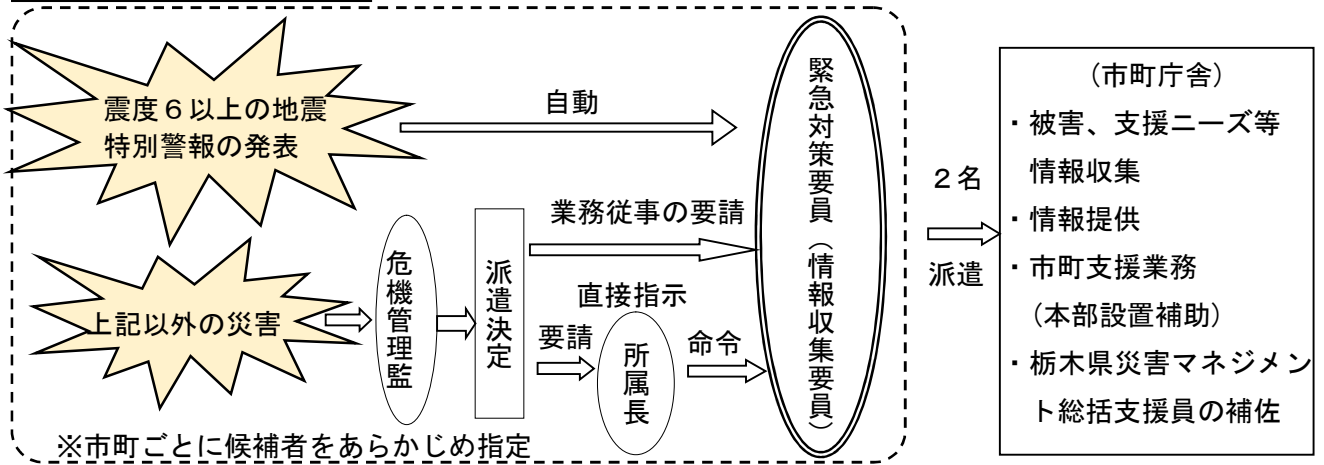 震度６以上の地震
特別警報の発表
自動
上記以外の災害
危機管理監
派遣決定
業務従事の要請
直接指示
要請
所属長
命令
緊急対策要員（情報収集要員）
※市町ごとに候補者をあらかじめ指定
２名
派遣
（市町庁舎）
・被害、支援ニーズ等
情報収集
・情報提供
・市町支援業務
（本部設置補助）
・栃木県災害マネジメン
ト総括支援員の補佐